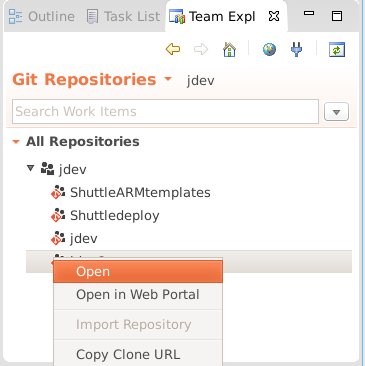 Outline Task List Team Expl
Git Repositories jdev
Search Work Items
All Repositories
jdev
ShuttleARMtemplates
Shuttledeploy
jdev
Open
Open in Web Portal
Import Repository
Copy Clone URL